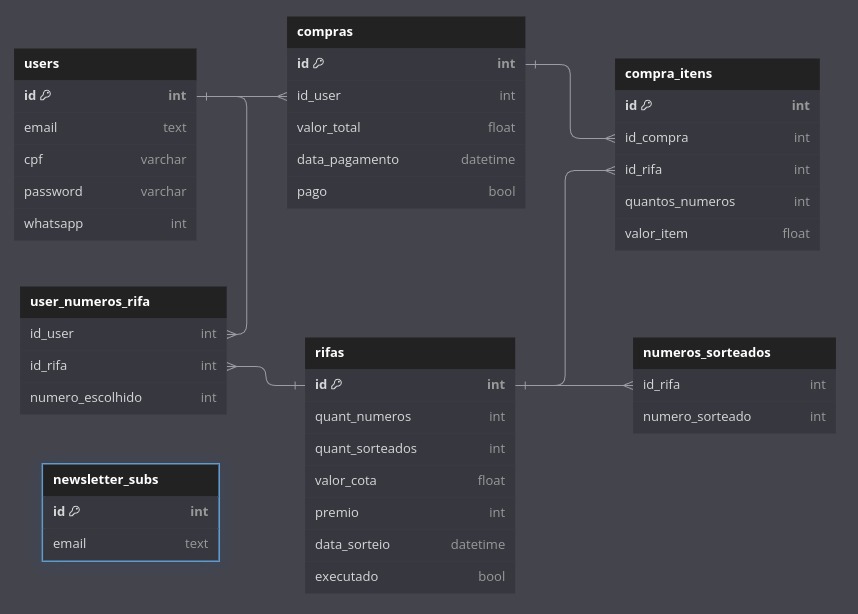 users
id int
email text
cpf varchar
password varchar
whatsapp int
compras
id int
id_user int
valor_total float
data_pagamento datetime
pago bool
compra_itens
id int
id_compra int
id_rifa int
quantos_numeros int
valor_item float
user_numeros_rifa
id_user int
id_rifa int
numero_escolhido int
rifas
id int
quant_numeros int
quant_sorteados int
valor_cota float
premio int
data_sorteio datetime
executado bool
numeros_sorteados
id_rifa int
numero_sorteado int
newsletter_subs
id int
email text